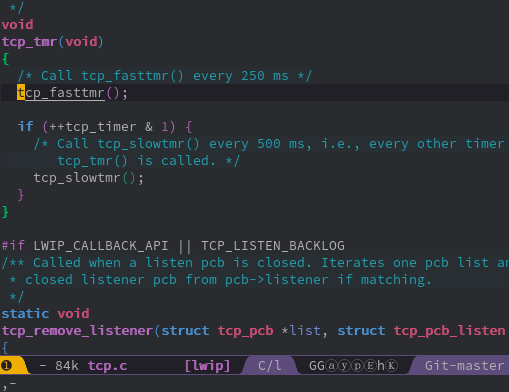 */
void
tcp_tmr(void)
{
/* Call tcp_fasttmr() every 250 ms */
tcp_fasttmr();
if (++tcp_timer & 1) {
/* Call tcp_slowtmr() every 500 ms, i.e., every other timer
tcp_tmr() is called. */
tcp_slowtmr();
}
}
#if LWIP_CALLBACK_API || TCP_LISTEN_BACKLOG
/** Called when a listen pcb is closed. Iterates one pcb list an
* closed listener pcb from pcb->listener if matching.
*/
static void
tcp_remove_listener(struct tcp_pcb *list, struct tcp_pcb_listen
{
❶ - 84k tcp.c [lwip] C/l GGⓐⓨⓟⒺhⓀ Git-master
,-